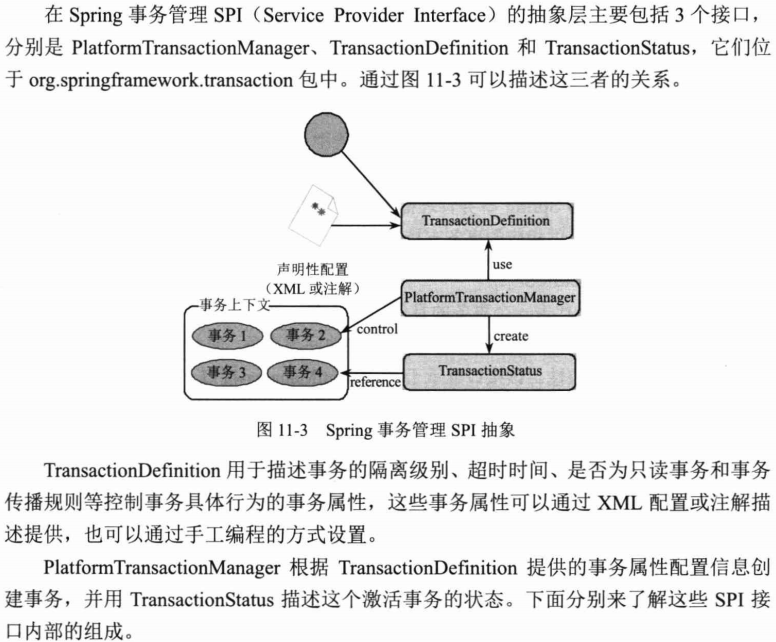 在 Spring 事务管理 SPI（Service Provider Interface）的抽象层主要包括 3 个接口，
分别是 PlatformTransactionManager、TransactionDefinition 和 TransactionStatus，它们位
于 org.springframework.transaction 包中。通过图 11-3 可以描述这三者的关系。
**
TransactionDefinition
use
声明性配置
（XML 或注解）
PlatformTransactionManager
事务上下文
control
create
事务 1
事务 2
事务 3
事务 4
reference
TransactionStatus
图 11-3 Spring 事务管理 SPI 抽象
TransactionDefinition 用于描述事务的隔离级别、超时时间、是否为只读事务和事务
传播规则等控制事务具体行为的事务属性，这些事务属性可以通过 XML 配置或注解描
述提供，也可以通过手工编程的方式设置。
PlatformTransactionManager 根据 TransactionDefinition 提供的事务属性配置信息创
建事务，并用 TransactionStatus 描述这个激活事务的状态。下面分别来了解这些 SPI 接
口内部的组成。